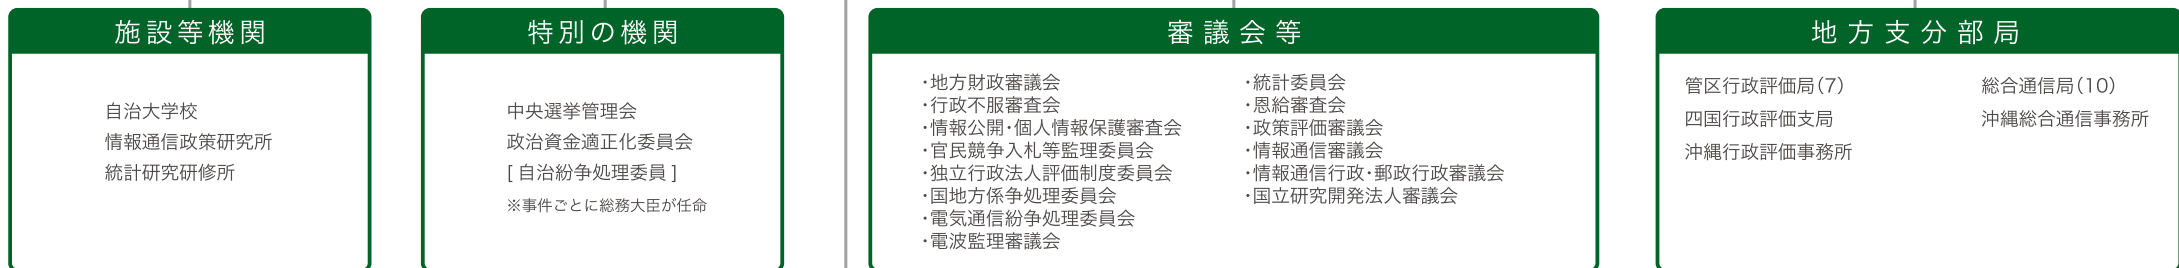 施設等機関
自治大学校
情報通信政策研究所
統計研究研修所
特別の機関
中央選挙管理会
政治資金適正化委員会
[ 自治紛争処理委員 ]
※事件ごとに総務大臣が任命
審議会等
・地方財政審議会
・行政不服審査会
・情報公開・個人情報保護審査会
・官民競争入札等監理委員会
・独立行政法人評価制度委員会
・国地方係争処理委員会
・電気通信紛争処理委員会
・電波監理審議会
・統計委員会
・恩給審査会
・政策評価審議会
・情報通信審議会
・情報通信行政・郵政行政審議会
・国立研究開発法人審議会
地方支分部局
管区行政評価局(7)
四国行政評価支局
沖縄行政評価事務所
総合通信局(10)
沖縄総合通信事務所